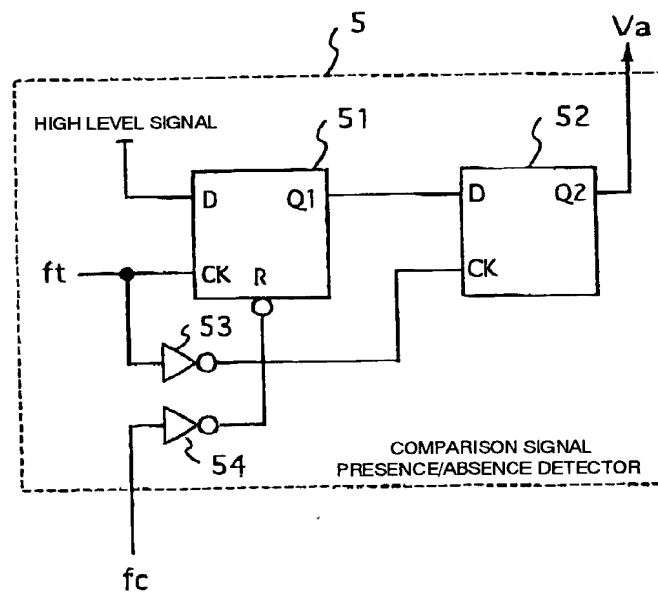 5
Va
HIGH LEVEL SIGNAL
51
52
D Q1
D Q2
ft
CK R
CK
53
54
COMPARISON SIGNAL
PRESENCE/ABSENCE DETECTOR
fc